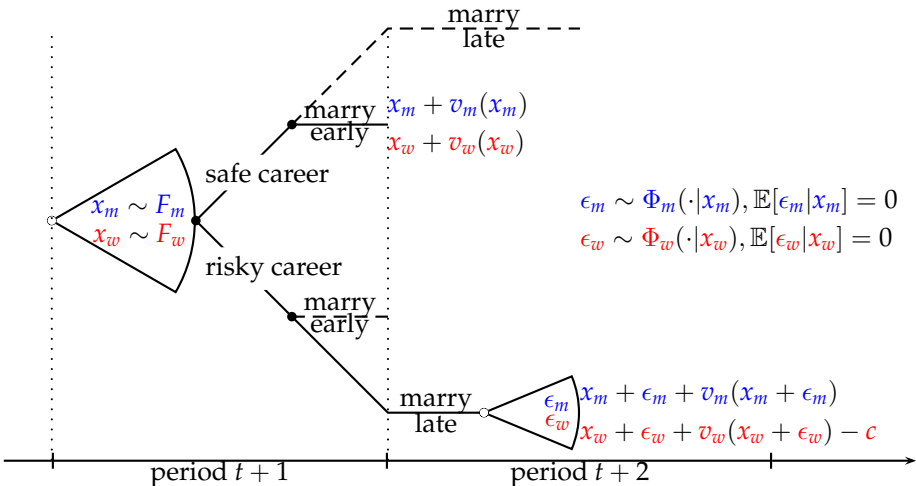 marry
late
marry
early
x_m + v_m(x_m)
x_w + v_w(x_w)
safe career
x_m ∼ F_m
x_w ∼ F_w
ϵ_m ∼ Φ_m(·|x_m), 𝔼[ϵ_m|x_m] = 0
ϵ_w ∼ Φ_w(·|x_w), 𝔼[ϵ_w|x_w] = 0
risky career
marry
early
marry
late
ϵ_m
ϵ_w
x_m + ϵ_m + v_m(x_m + ϵ_m)
x_w + ϵ_w + v_w(x_w + ϵ_w) − c
period t + 1
period t + 2